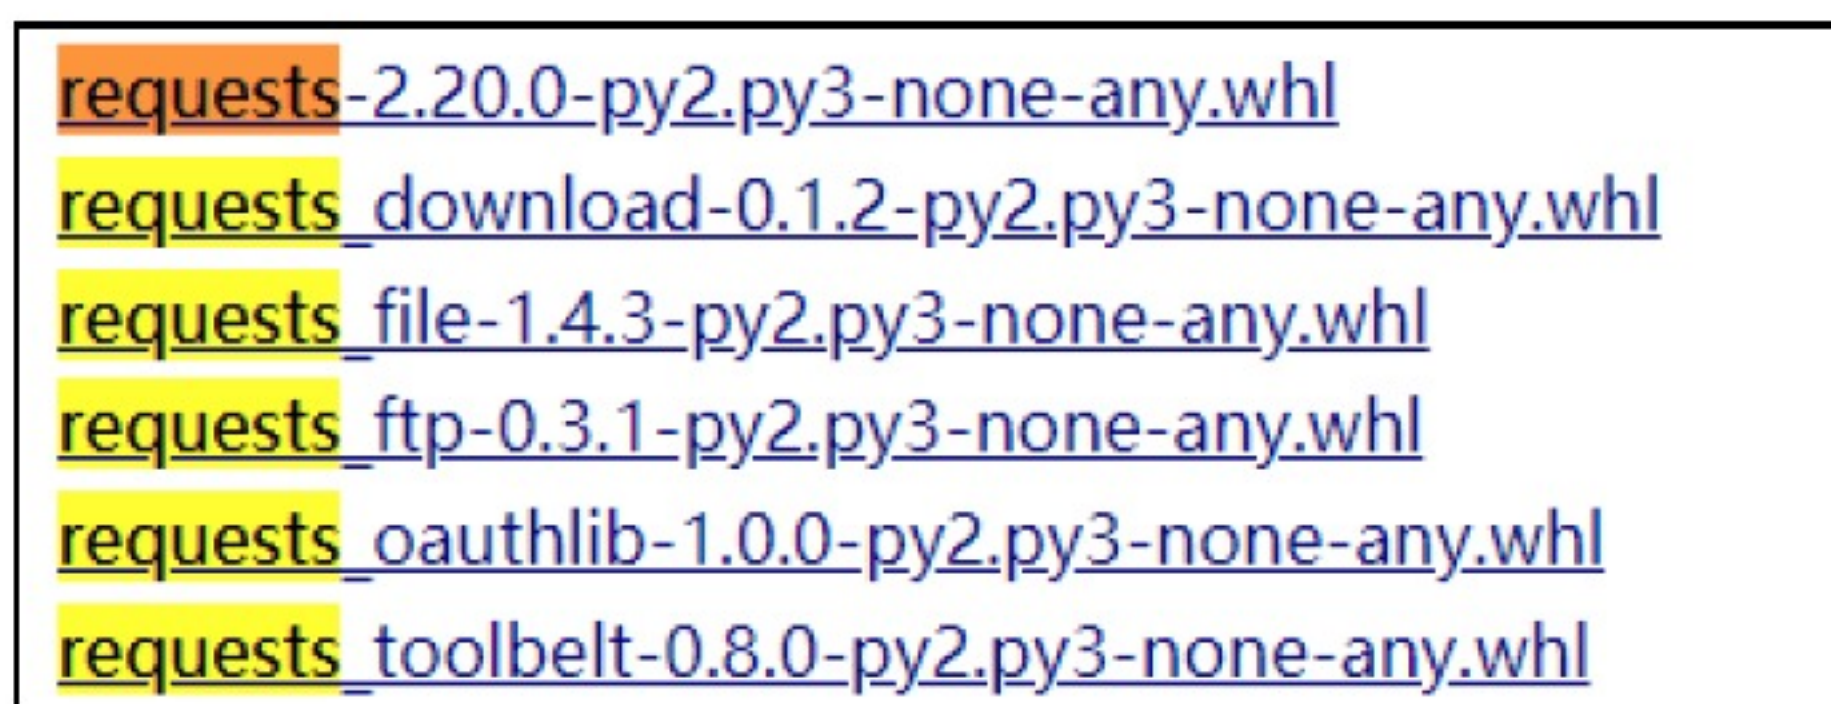 requests-2.20.0-py2.py3-none-any.whl
requests_download-0.1.2-py2.py3-none-any.whl
requests_file-1.4.3-py2.py3-none-any.whl
requests_ftp-0.3.1-py2.py3-none-any.whl
requests_oauthlib-1.0.0-py2.py3-none-any.whl
requests_toolbelt-0.8.0-py2.py3-none-any.whl